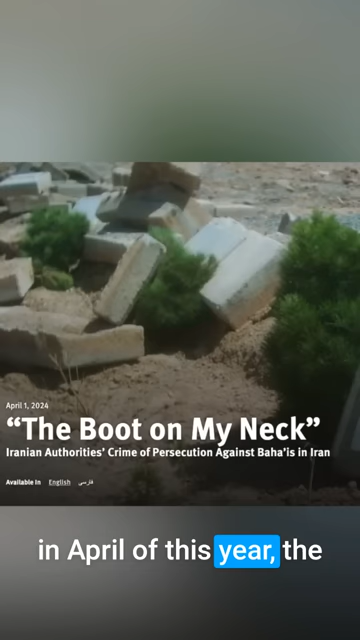 April 1, 2024
“The Boot on My Neck”
Iranian Authorities’ Crime of Persecution Against Baha’is in Iran
Available In English فارسی
in April of this year, the